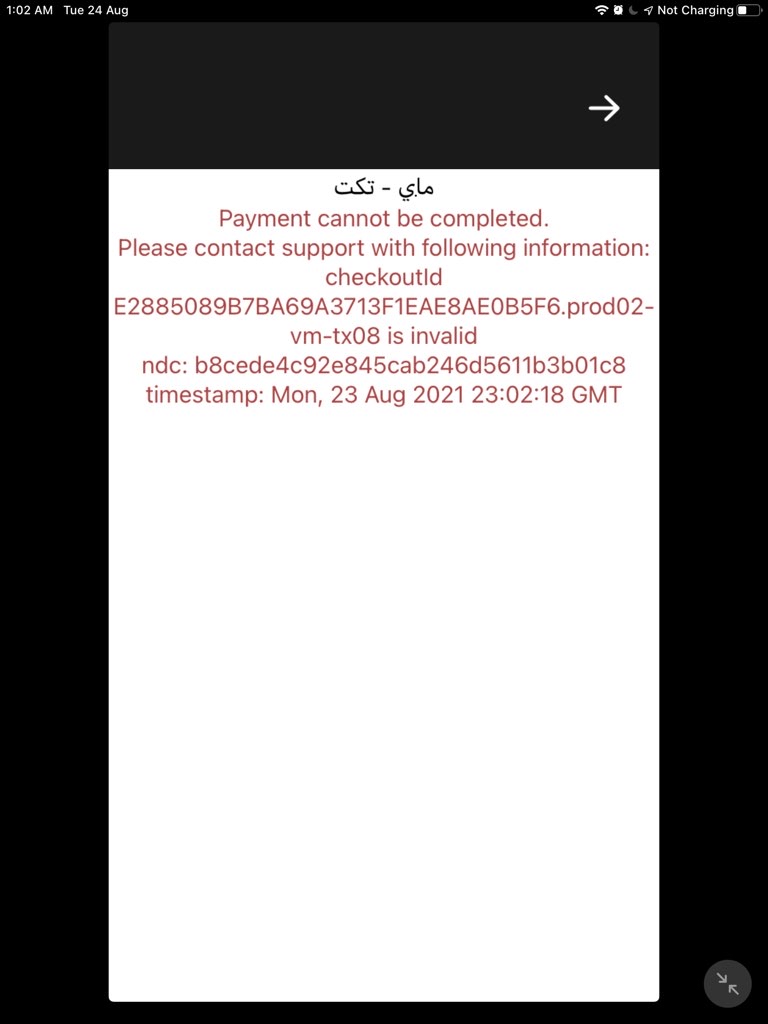 1:02 AM Tue 24 Aug
Not Charging
ماي - تكت
Payment cannot be completed.
Please contact support with following information:
checkoutId
E2885089B7BA69A3713F1EAE8AE0B5F6.prod02-
vm-tx08 is invalid
ndc: b8cede4c92e845cab246d5611b3b01c8
timestamp: Mon, 23 Aug 2021 23:02:18 GMT